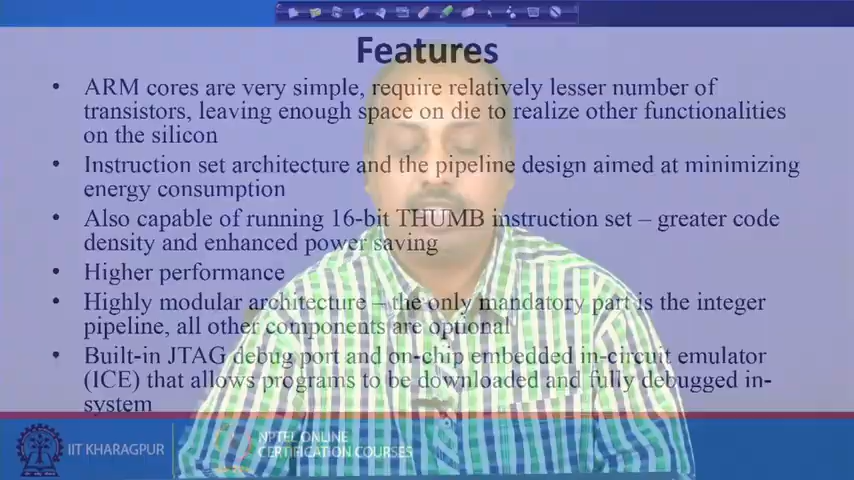 Features
• ARM cores are very simple, require relatively lesser number of
transistors, leaving enough space on die to realize other functionalities
on the silicon
• Instruction set architecture and the pipeline design aimed at minimizing
energy consumption
• Also capable of running 16-bit THUMB instruction set – greater code
density and enhanced power saving
• Higher performance
• Highly modular architecture – the only mandatory part is the integer
pipeline, all other components are optional
• Built-in JTAG debug port and on-chip embedded in-circuit emulator
(ICE) that allows programs to be downloaded and fully debugged in-
system
IIT KHARAGPUR
NPTEL ONLINE
CERTIFICATION COURSES